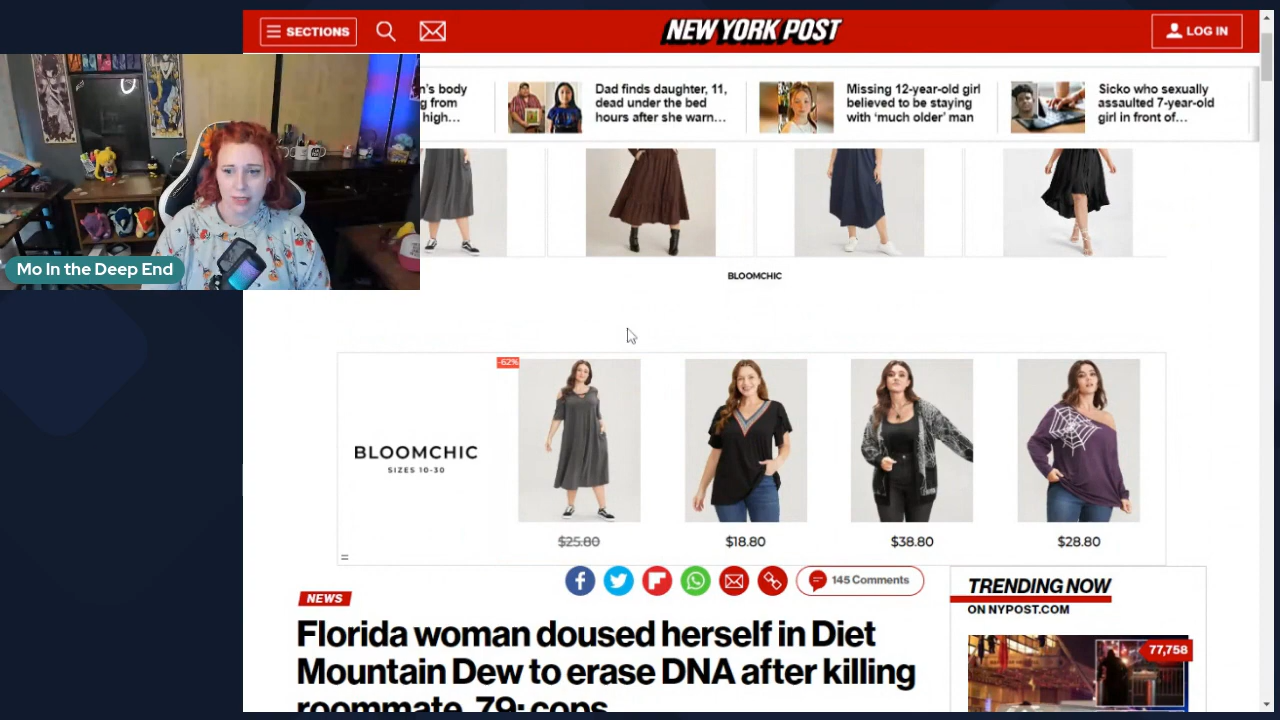 SECTIONS
NEW YORK POST
LOG IN
n's body
g from
high...
Dad finds daughter, 11,
dead under the bed
hours after she warn...
Missing 12-year-old girl
believed to be staying
with ‘much older’ man
Sicko who sexually
assaulted 7-year-old
girl in front of...
Mo In the Deep End
BLOOMCHIC
-62%
BLOOMCHIC
SIZES 10-30
$25.80
$18.80
$38.80
$28.80
145 Comments
NEWS
Florida woman doused herself in Diet
Mountain Dew to erase DNA after killing
roommate, 79: cops
TRENDING NOW
ON NYPOST.COM
77,758